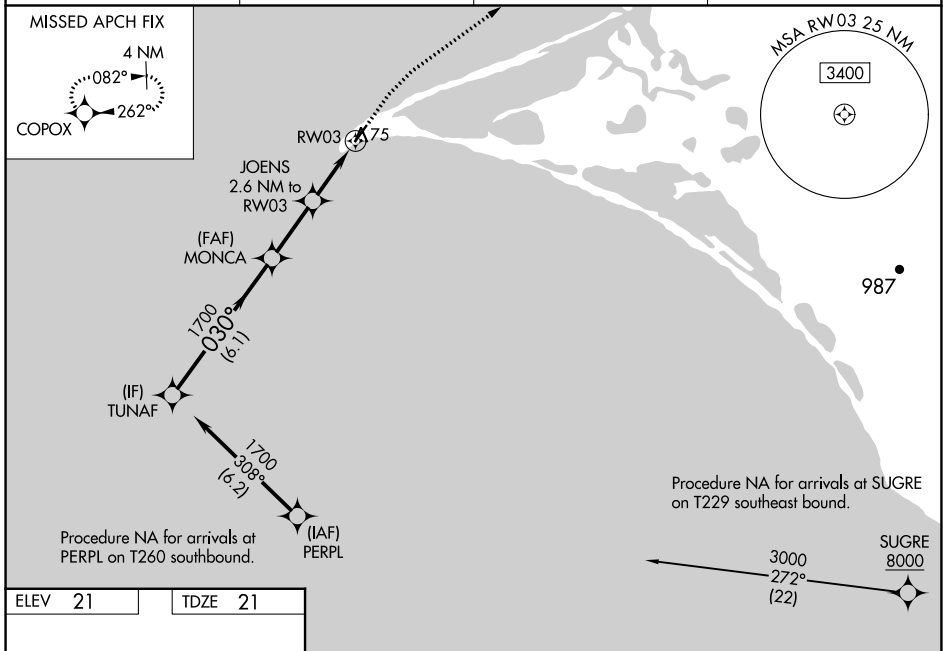 MISSED APCH FIX
4 NM
082°
262°
COPOX
MSA RW03 25 NM
3400
RW03
75
JOENS
2.6 NM to
RW03
(FAF)
MONCA
987
1700
030°
(6.1)
(IF)
TUNAF
1700
308°
(6.2)
Procedure NA for arrivals at SUGRE
on T229 southeast bound.
(IAF)
PERPL
Procedure NA for arrivals at
PERPL on T260 southbound.
SUGRE
8000
3000
272°
(22)
ELEV 21
TDZE 21